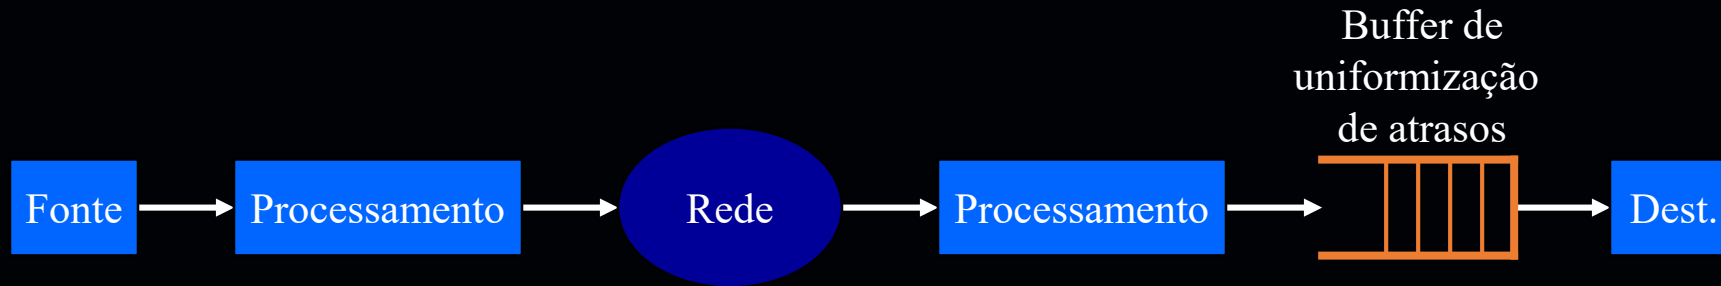 Buffer de
uniformização
de atrasos
Fonte
Processamento
Rede
Processamento
Dest.